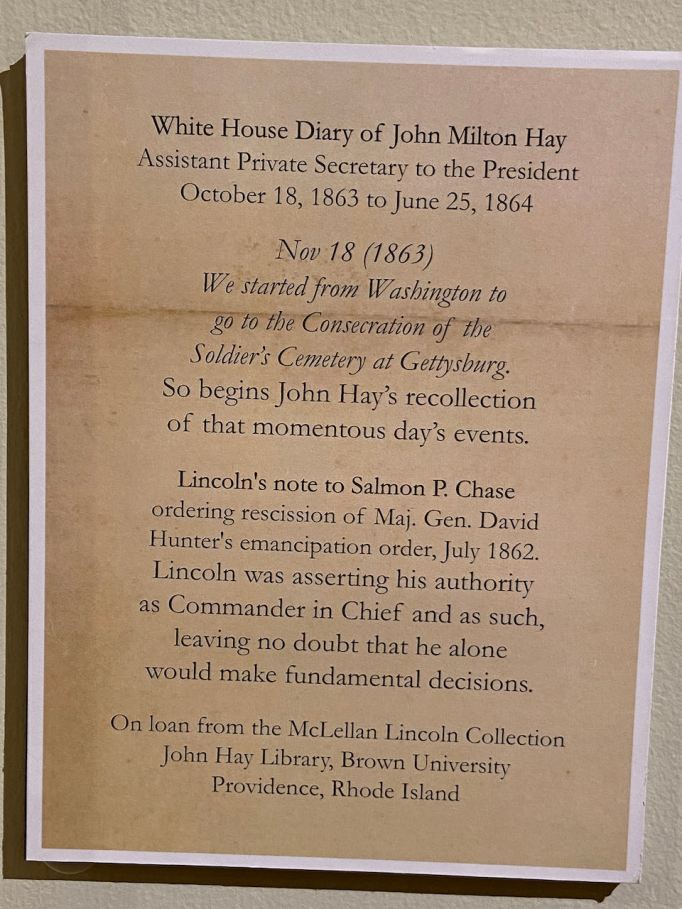 White House Diary of John Milton Hay
Assistant Private Secretary to the President
October 18, 1863 to June 25, 1864
Nov 18 (1863)
We started from Washington to
go to the Consecration of the
Soldier's Cemetery at Gettysburg.
So begins John Hay's recollection
of that momentous day's events.
Lincoln's note to Salmon P. Chase
ordering rescission of Maj. Gen. David
Hunter's emancipation order, July 1862.
Lincoln was asserting his authority
as Commander in Chief and as such,
leaving no doubt that he alone
would make fundamental decisions.
On loan from the McLellan Lincoln Collection
John Hay Library, Brown University
Providence, Rhode Island